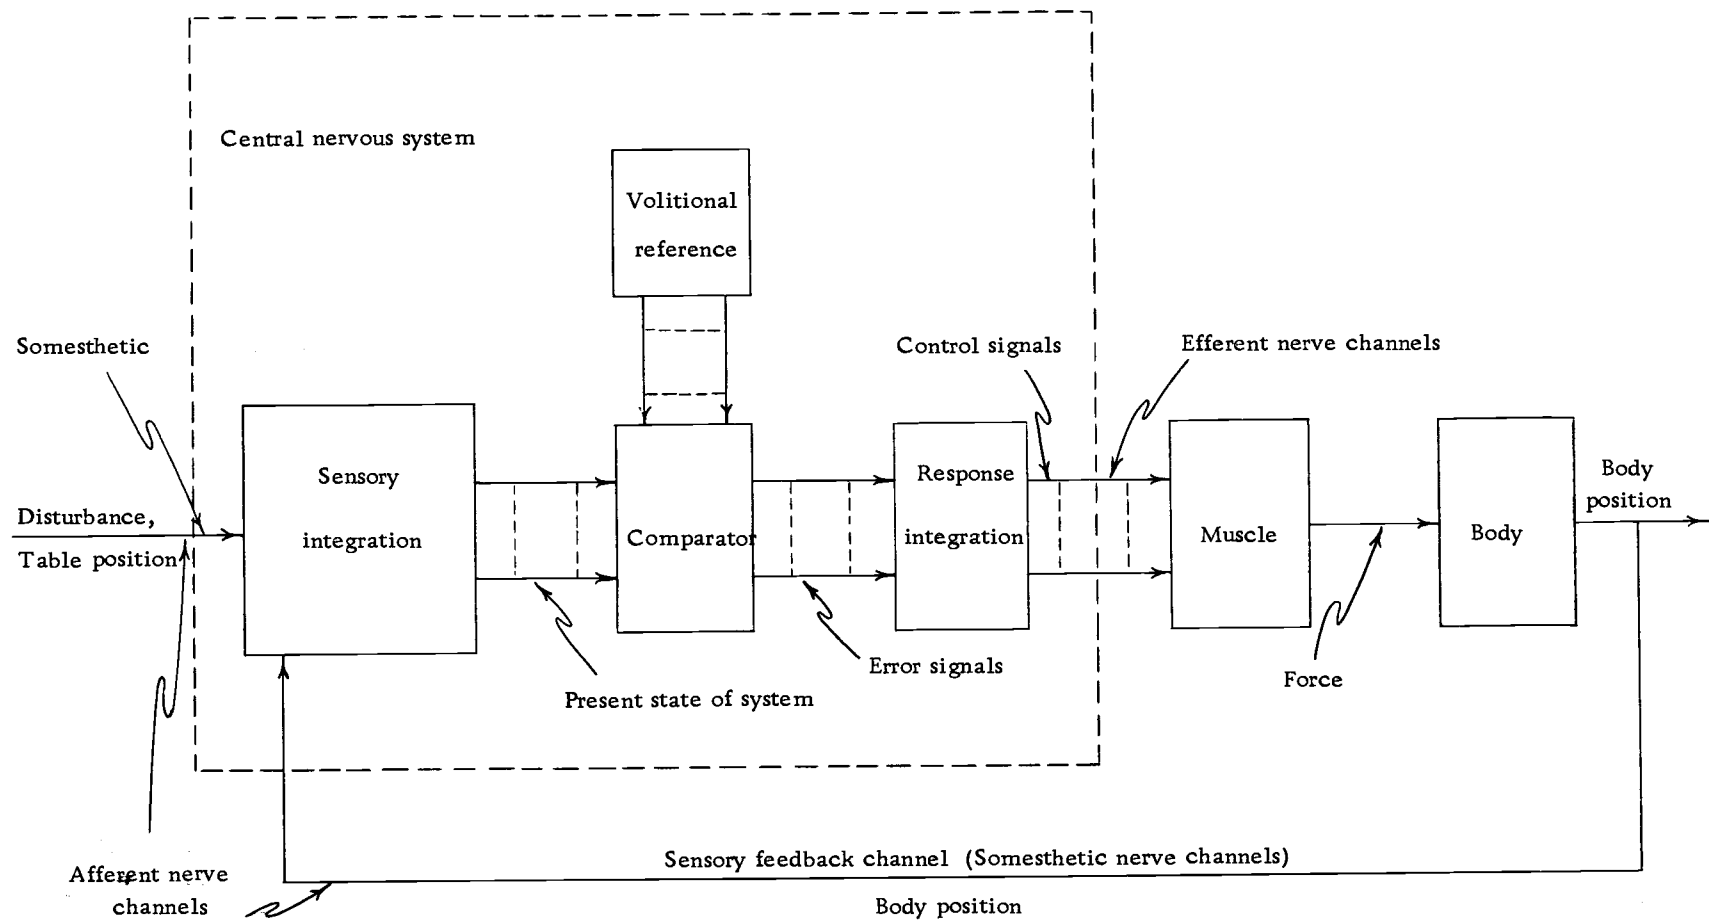 Central nervous system
Volitional
reference
Somesthetic
Control signals
Efferent nerve channels
Sensory
integration
Comparator
Response
integration
Muscle
Body
Body
position
Disturbance,
Table position
Error signals
Present state of system
Force
Afferent nerve
channels
Sensory feedback channel (Somesthetic nerve channels)
Body position